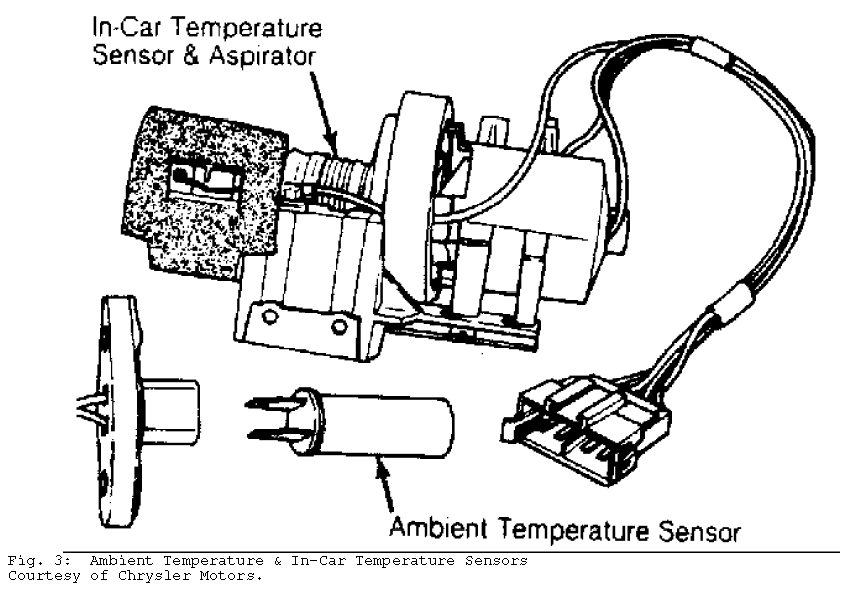 In-Car Temperature
Sensor & Aspirator
Ambient Temperature Sensor
Fig. 3:  Ambient Temperature & In-Car Temperature Sensors
Courtesy of Chrysler Motors.